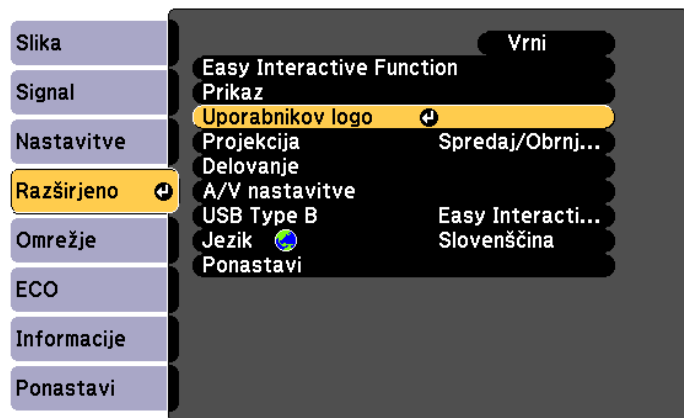 Slika
Signal
Nastavitve
Razširjeno
Omrežje
ECO
Informacije
Ponastavi
Vrni
Easy Interactive Function
Prikaz
Uporabnikov logo
Projekcija Spredaj/Obrnj...
Delovanje
A/V nastavitve
USB Type B Easy Interacti...
Jezik Slovenščina
Ponastavi